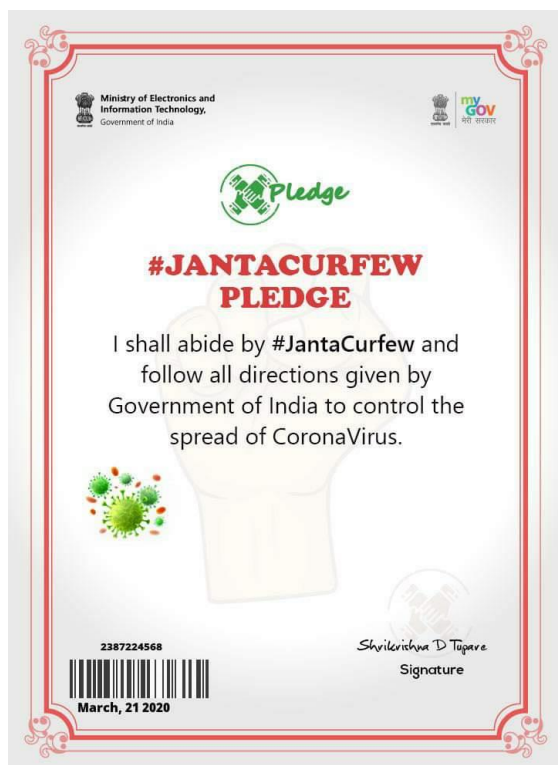 Ministry of Electronics and
Information Technology,
Government of India
my
GOV
मेरी सरकार
Pledge
#JANTACURFEW
PLEDGE
I shall abide by #JantaCurfew and
follow all directions given by
Government of India to control the
spread of CoronaVirus.
2387224568
March, 21 2020
Shrikrishna D Tupare
Signature